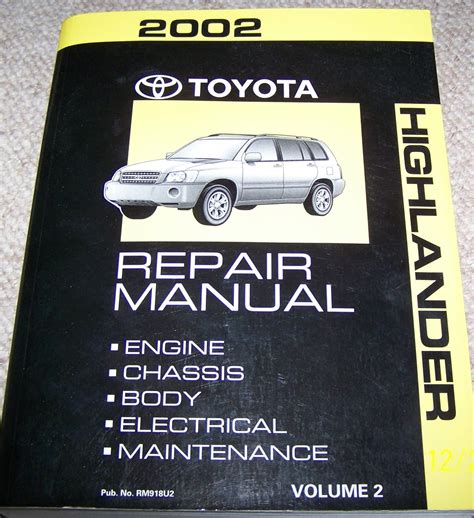 2002
TOYOTA
HIGHLANDER
REPAIR
MANUAL
▪ ENGINE
▪ CHASSIS
▪ BODY
▪ ELECTRICAL
▪ MAINTENANCE
Pub. No. RM918U2
VOLUME 2